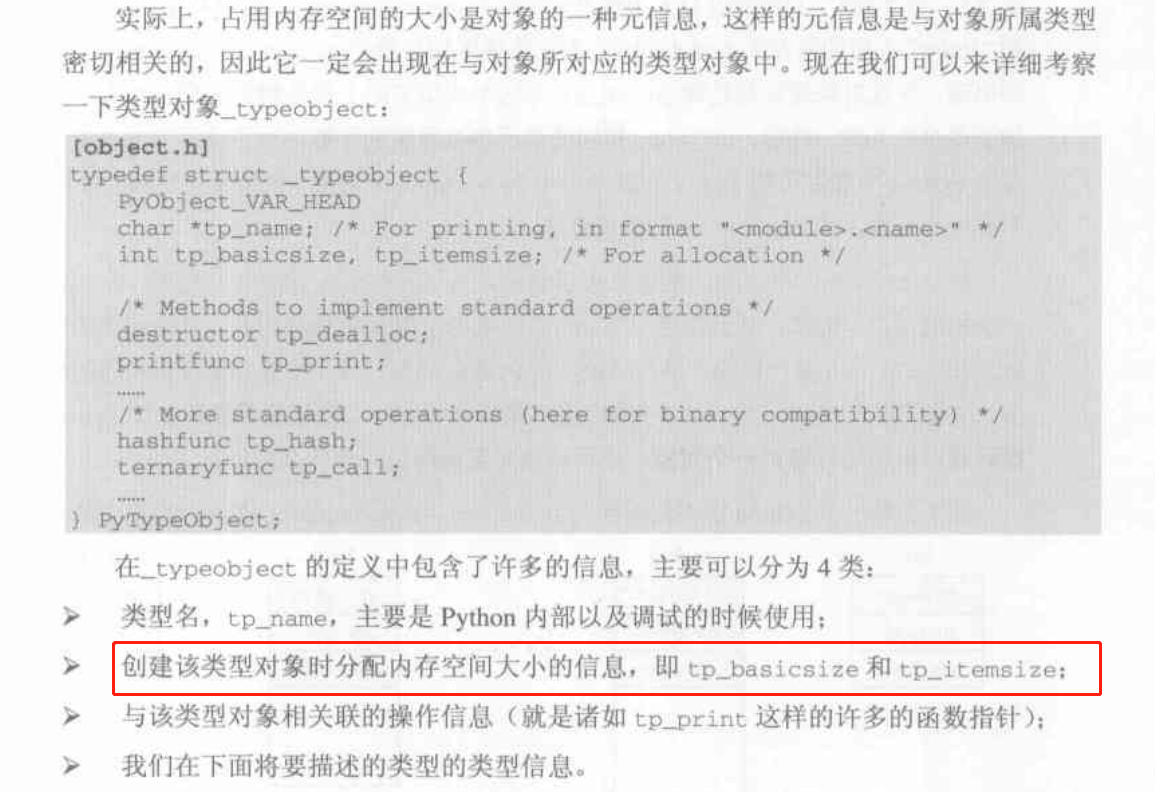 实际上，占用内存空间的大小是对象的一种元信息，这样的元信息是与对象所属类型
密切相关的，因此它一定会出现在与对象所对应的类型对象中。现在我们可以来详细考察
一下类型对象_typeobject：
[object.h]
typedef struct _typeobject {
PyObject_VAR_HEAD
char *tp_name; /* For printing, in format "<module>.<name>" */
int tp_basicsize, tp_itemsize; /* For allocation */
/* Methods to implement standard operations */
destructor tp_dealloc;
printfunc tp_print;
……
/* More standard operations (here for binary compatibility) */
hashfunc tp_hash;
ternaryfunc tp_call;
……
} PyTypeObject;
在_typeobject 的定义中包含了许多的信息，主要可以分为 4 类：
➢ 类型名，tp_name，主要是 Python 内部以及调试的时候使用；
➢ 创建该类型对象时分配内存空间大小的信息，即 tp_basicsize 和 tp_itemsize；
➢ 与该类型对象相关联的操作信息（就是诸如 tp_print 这样的许多的函数指针）；
➢ 我们在下面将要描述的类型的类型信息。